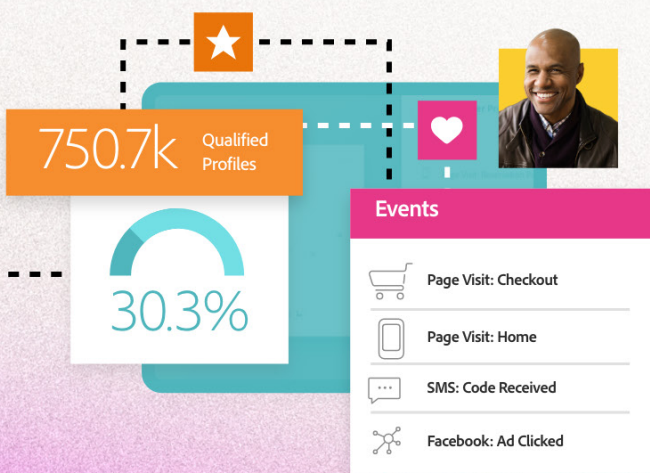 750.7k
Qualified
Profiles
30.3%
Events
Page Visit: Checkout
Page Visit: Home
SMS: Code Received
Facebook: Ad Clicked